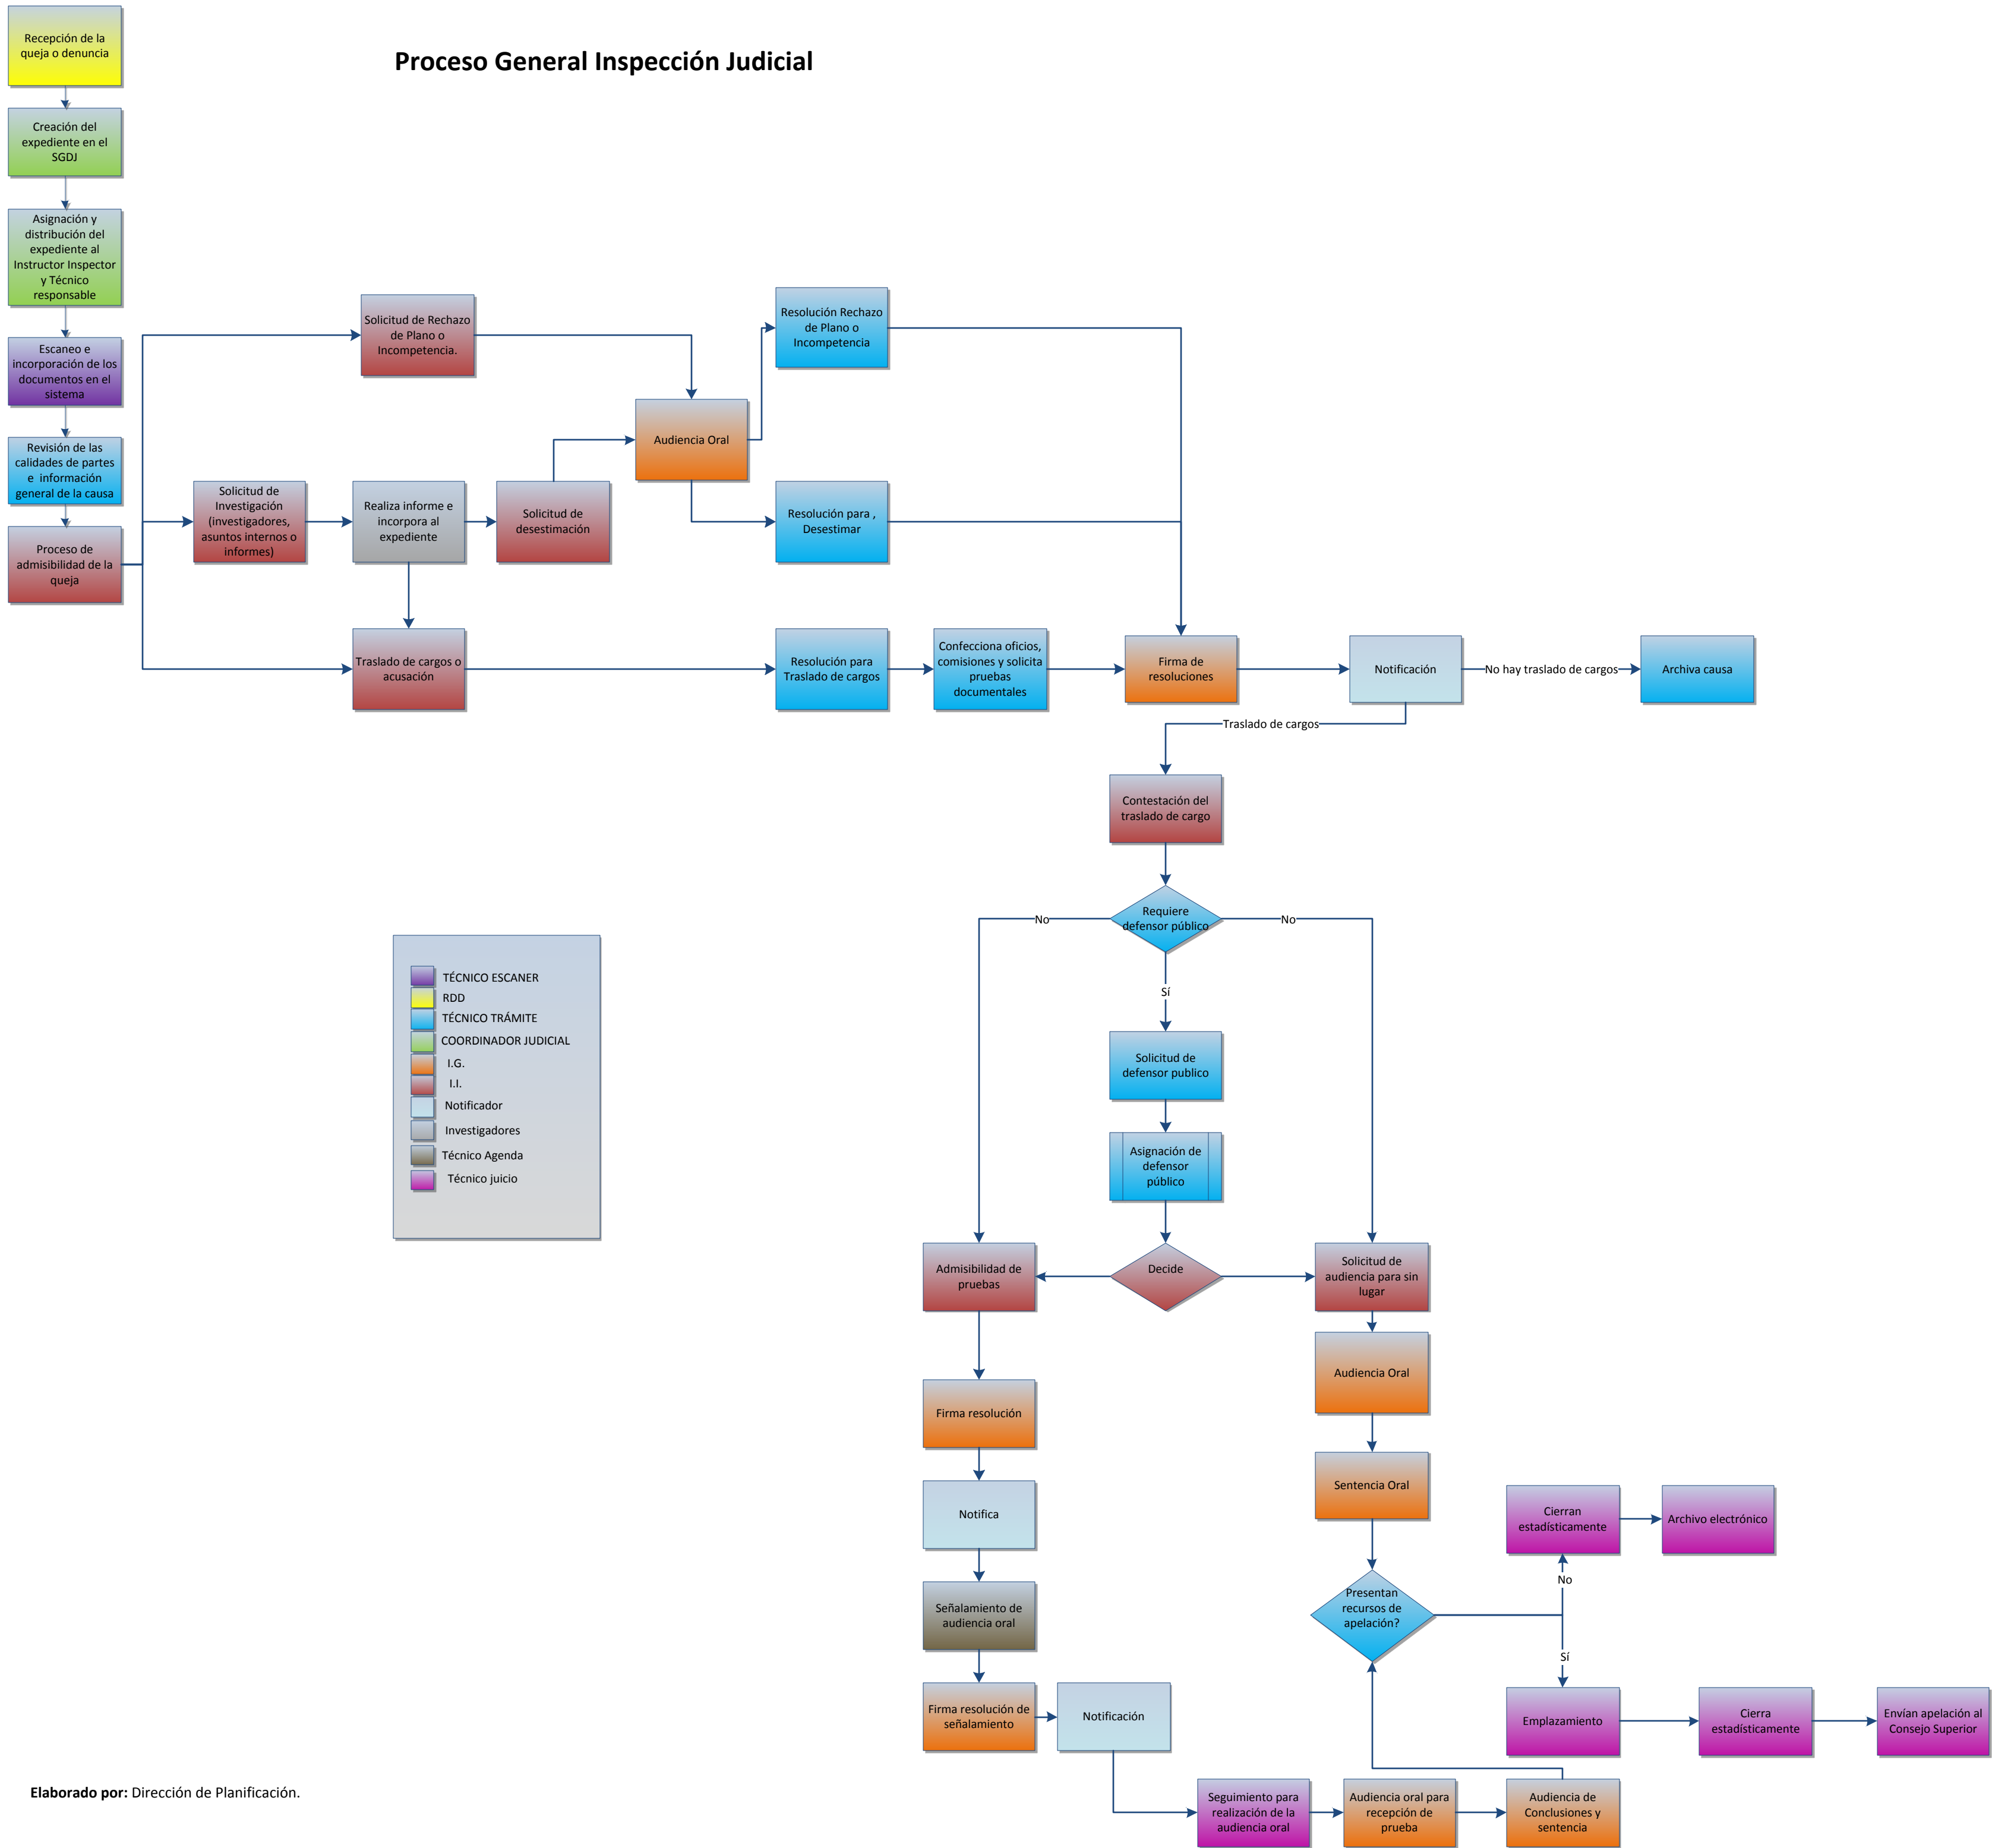 Proceso General Inspección Judicial
Recepción de la
queja o denuncia
Creación del
expediente en el
SGDJ
Asignación y
distribución del
expediente al
Instructor Inspector
y Técnico
responsable
Escaneo e
incorporación de los
documentos en el
sistema
Revisión de las
calidades de partes
e información
general de la causa
Proceso de
admisibilidad de la
queja
Solicitud de Rechazo
de Plano o
Incompetencia.
Solicitud de
Investigación
(investigadores,
asuntos internos o
informes)
Realiza informe e
incorpora al
expediente
Solicitud de
desestimación
Audiencia Oral
Resolución Rechazo
de Plano o
Incompetencia
Resolución para ,
Desestimar
Traslado de cargos o
acusación
Resolución para
Traslado de cargos
Confecciona oficios,
comisiones y solicita
pruebas
documentales
Firma de
resoluciones
Notificación
No hay traslado de cargos
Archiva causa
Traslado de cargos
Contestación del
traslado de cargo
Requiere
defensor público
No
No
Sí
Solicitud de
defensor publico
Asignación de
defensor
público
Decide
Admisibilidad de
pruebas
Solicitud de
audiencia para sin
lugar
Firma resolución
Notifica
Señalamiento de
audiencia oral
Firma resolución de
señalamiento
Notificación
Seguimiento para
realización de la
audiencia oral
Audiencia oral para
recepción de
prueba
Audiencia de
Conclusiones y
sentencia
Audiencia Oral
Sentencia Oral
Presentan
recursos de
apelación?
No
Cierran
estadísticamente
Archivo electrónico
Sí
Emplazamiento
Cierra
estadísticamente
Envían apelación al
Consejo Superior
TÉCNICO ESCANER
RDD
TÉCNICO TRÁMITE
COORDINADOR JUDICIAL
I.G.
I.I.
Notificador
Investigadores
Técnico Agenda
Técnico juicio
Elaborado por: Dirección de Planificación.